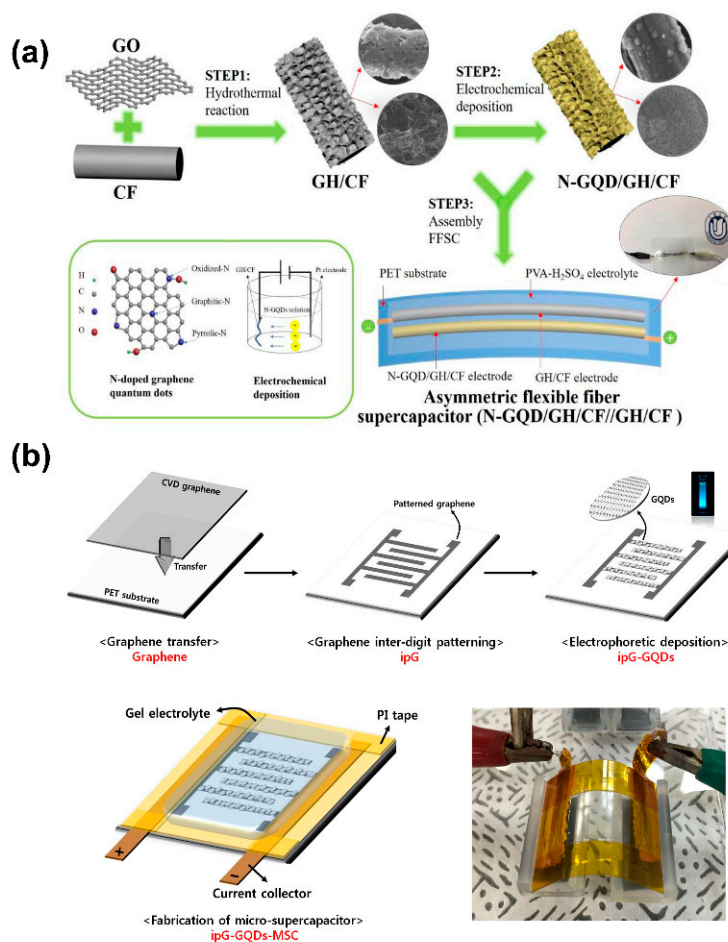 (a)
GO
CF
STEP1:
Hydrothermal
reaction
GH/CF
STEP2:
Electrochemical
deposition
N-GQD/GH/CF
STEP3:
Assembly
FFSC
H
C
N
O
Oxidized-N
Graphitic-N
Pyrrolic-N
N-doped graphene
quantum dots
GH/CF
Pt electrode
N-GQDs solution
Electrochemical
deposition
PET substrate
PVA-H₂SO₄ electrolyte
-
+
N-GQD/GH/CF electrode
GH/CF electrode
Asymmetric flexible fiber
supercapacitor (N-GQD/GH/CF//GH/CF )
(b)
CVD graphene
Transfer
PET substrate
<Graphene transfer>
Graphene
Patterned graphene
<Graphene inter-digit patterning>
ipG
GQDs
<Electrophoretic deposition>
ipG-GQDs
Gel electrolyte
PI tape
+
-
Current collector
<Fabrication of micro-supercapacitor>
ipG-GQDs-MSC